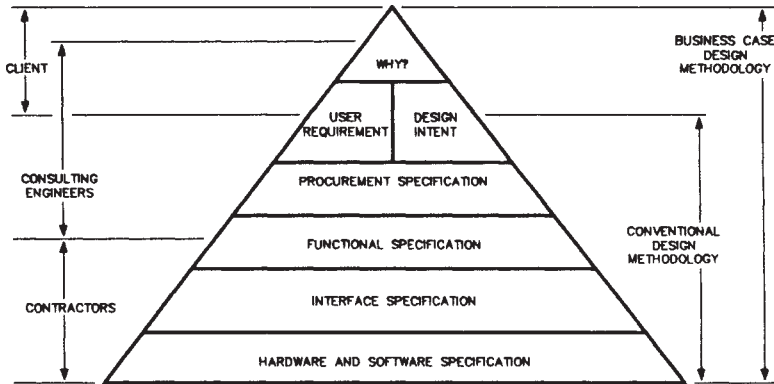 BUSINESS CASE
DESIGN
METHODOLOGY
CLIENT
WHY?
USER
REQUIREMENT
DESIGN
INTENT
CONSULTING
ENGINEERS
PROCUREMENT SPECIFICATION
CONVENTIONAL
DESIGN
METHODOLOGY
FUNCTIONAL SPECIFICATION
CONTRACTORS
INTERFACE SPECIFICATION
HARDWARE AND SOFTWARE SPECIFICATION